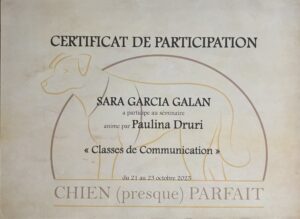 CERTIFICAT DE PARTICIPATION
SARA GARCIA GALAN
a participé au séminaire
animé par Paulina Druri
« Classes de Communication »
du 21 au 23 octobre 2023
CHIEN (presque) PARFAIT